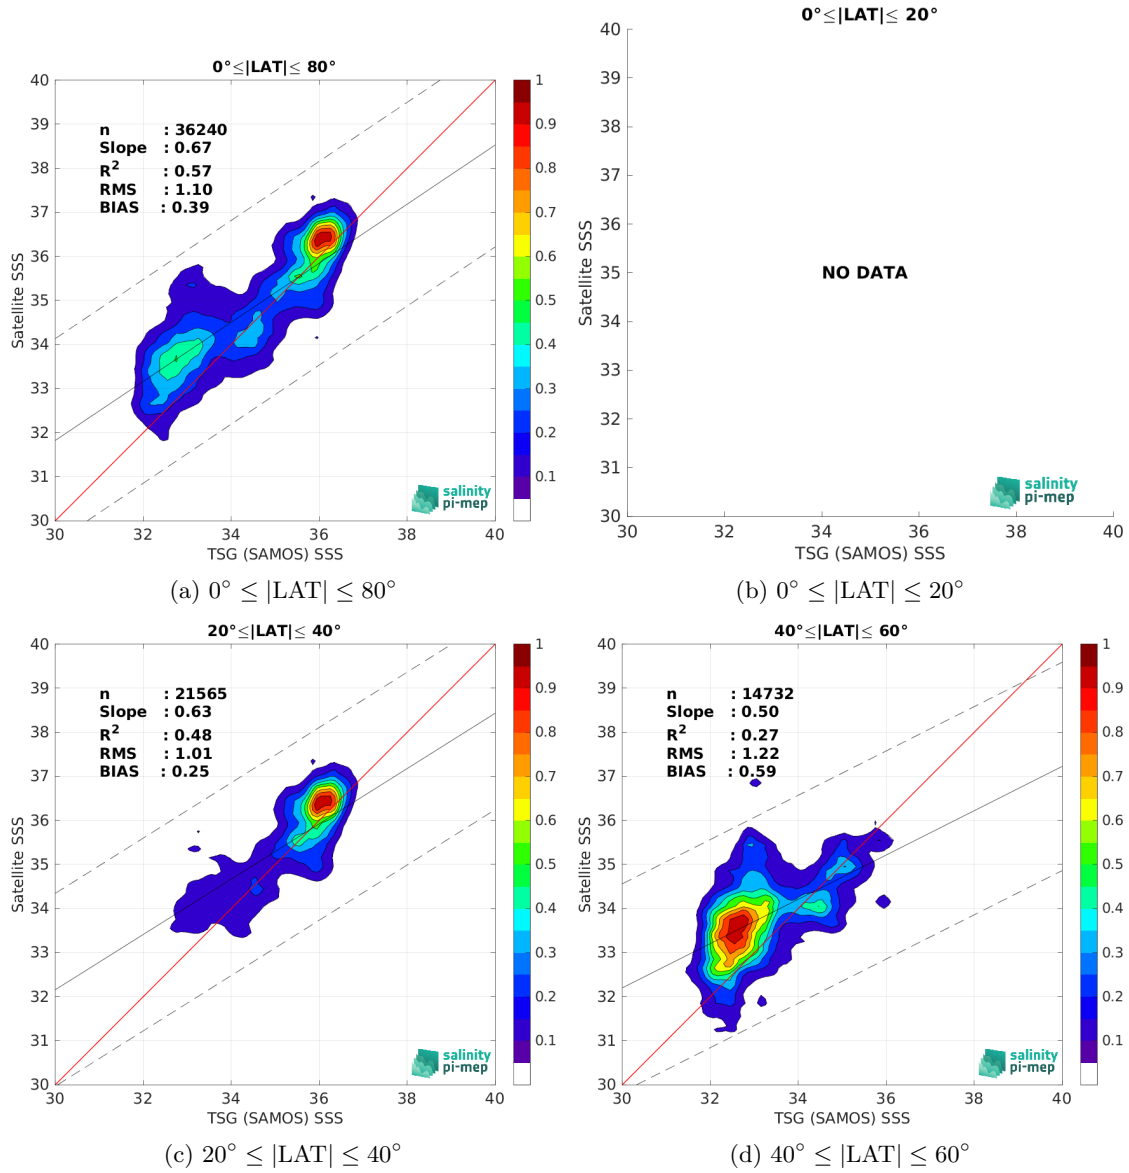 0°≤|LAT|≤ 80°
40
39
38
37
36
35
34
33
32
31
30
Satellite SSS
n : 36240
Slope : 0.67
R² : 0.57
RMS : 1.10
BIAS : 0.39
1
0.9
0.8
0.7
0.6
0.5
0.4
0.3
0.2
0.1
salinity
pi-mep
30 32 34 36 38 40
TSG (SAMOS) SSS
(a) 0° ≤ |LAT| ≤ 80°
0°≤|LAT|≤ 20°
40
39
38
37
36
35
34
33
32
31
30
Satellite SSS
NO DATA
salinity
pi-mep
30 32 34 36 38 40
TSG (SAMOS) SSS
(b) 0° ≤ |LAT| ≤ 20°
20°≤|LAT|≤ 40°
40
39
38
37
36
35
34
33
32
31
30
Satellite SSS
n : 21565
Slope : 0.63
R² : 0.48
RMS : 1.01
BIAS : 0.25
1
0.9
0.8
0.7
0.6
0.5
0.4
0.3
0.2
0.1
salinity
pi-mep
30 32 34 36 38 40
TSG (SAMOS) SSS
(c) 20° ≤ |LAT| ≤ 40°
40°≤|LAT|≤ 60°
40
39
38
37
36
35
34
33
32
31
30
Satellite SSS
n : 14732
Slope : 0.50
R² : 0.27
RMS : 1.22
BIAS : 0.59
1
0.9
0.8
0.7
0.6
0.5
0.4
0.3
0.2
0.1
salinity
pi-mep
30 32 34 36 38 40
TSG (SAMOS) SSS
(d) 40° ≤ |LAT| ≤ 60°